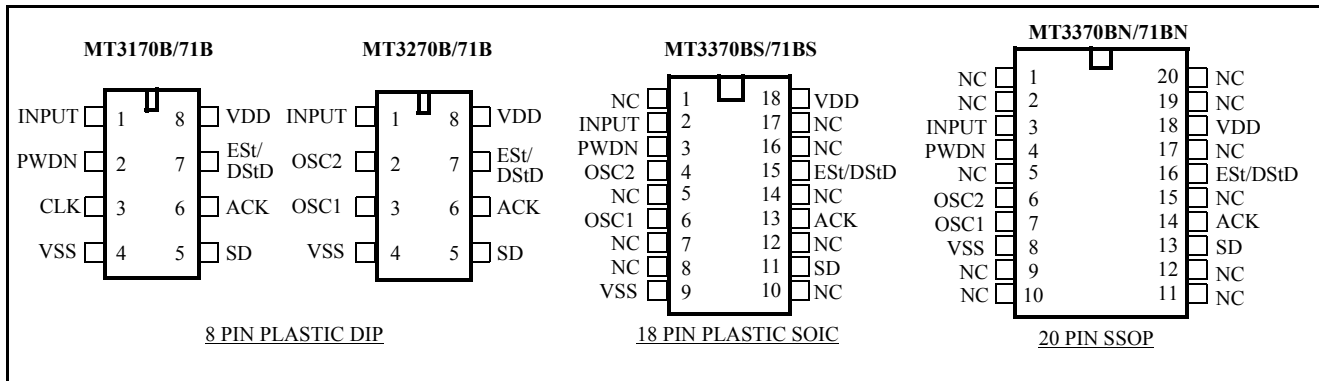 MT3170B/71B
INPUT 1 8 VDD
PWDN 2 7 ESt/
DStD
CLK 3 6 ACK
VSS 4 5 SD
MT3270B/71B
INPUT 1 8 VDD
OSC2 2 7 ESt/
DStD
OSC1 3 6 ACK
VSS 4 5 SD
8 PIN PLASTIC DIP
MT3370BS/71BS
NC 1 18 VDD
INPUT 2 17 NC
PWDN 3 16 NC
OSC2 4 15 ESt/DStD
NC 5 14 NC
OSC1 6 13 ACK
NC 7 12 NC
NC 8 11 SD
VSS 9 10 NC
18 PIN PLASTIC SOIC
MT3370BN/71BN
NC 1 20 NC
NC 2 19 NC
INPUT 3 18 VDD
PWDN 4 17 NC
NC 5 16 ESt/DStD
OSC2 6 15 NC
OSC1 7 14 ACK
VSS 8 13 SD
NC 9 12 NC
NC 10 11 NC
20 PIN SSOP